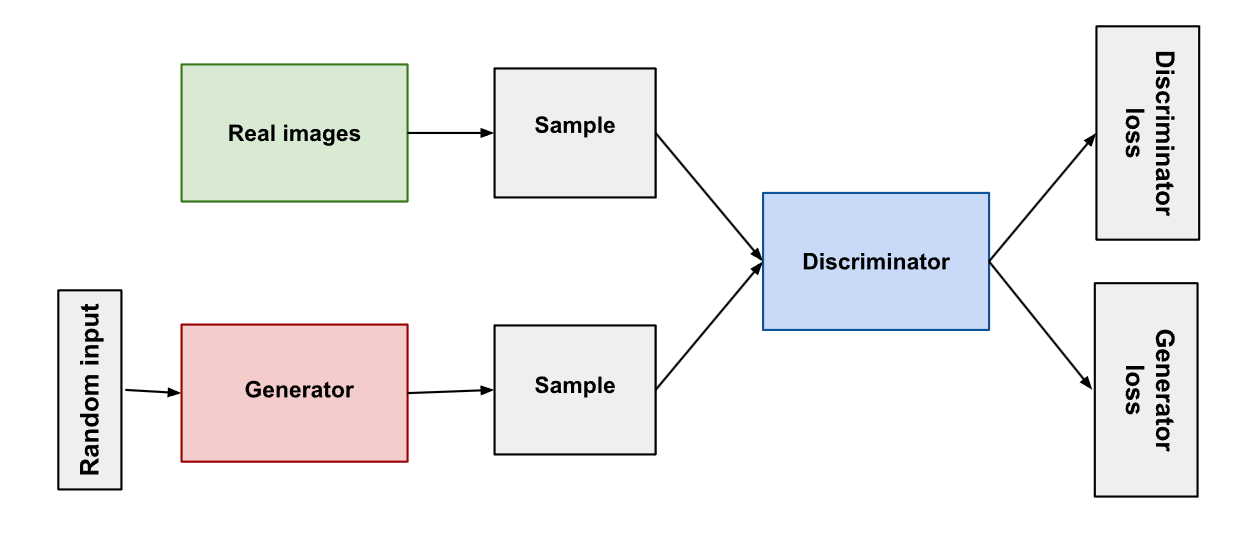 Real images
Sample
Discriminator
loss
Discriminator
Random input
Generator
Sample
Generator
loss